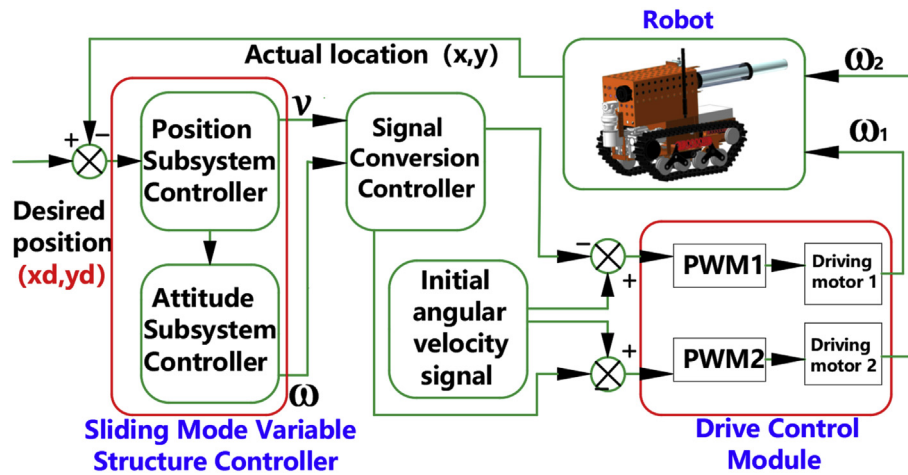 Robot
Actual location (x,y)
ω2
ω1
+
−
ν
Position
Subsystem
Controller
Signal
Conversion
Controller
Desired
position
(xd,yd)
Attitude
Subsystem
Controller
ω
Initial
angular
velocity
signal
−
+
PWM1
Driving
motor 1
+
−
PWM2
Driving
motor 2
Sliding Mode Variable
Structure Controller
Drive Control
Module